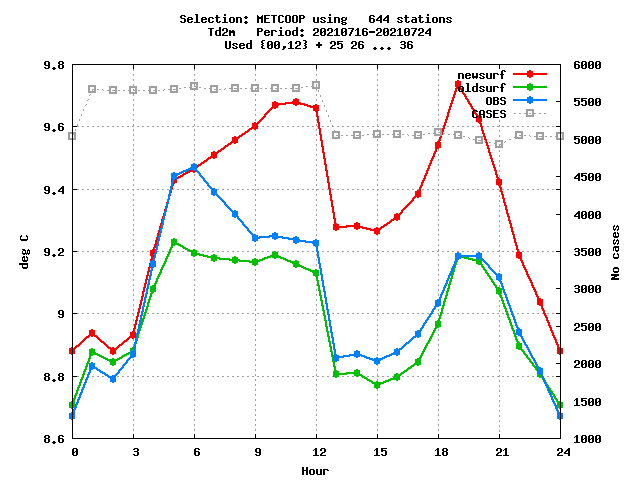 Selection: METCOOP using   644 stations
Td2m   Period: 20210716-20210724
Used {00,12} + 25 26 ... 36
9.8
9.6
9.4
9.2
9
8.8
8.6
deg C
6000
5500
5000
4500
4000
3500
3000
2500
2000
1500
1000
No cases
newsurf
oldsurf
OBS
CASES
0 3 6 9 12 15 18 21 24
Hour